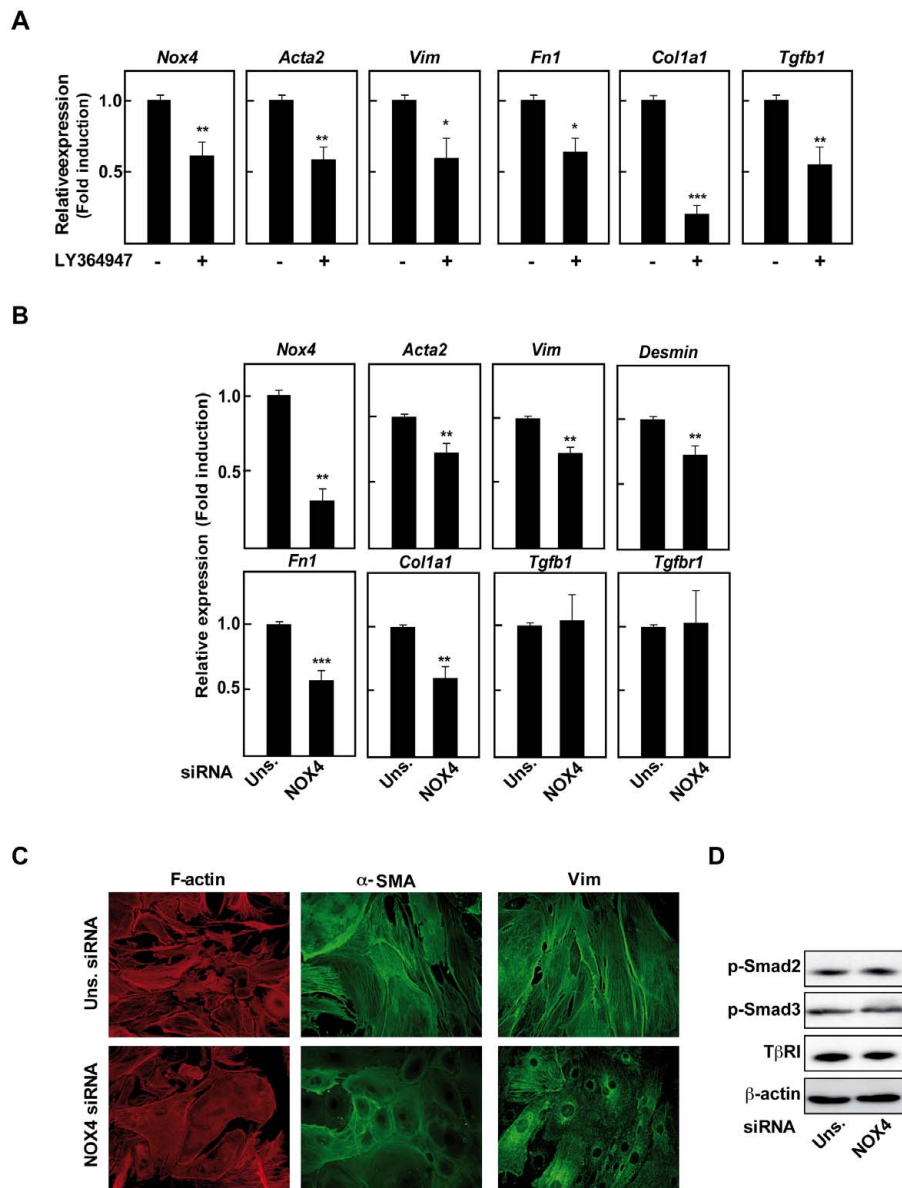 A
Nox4 Acta2 Vim Fn1 Col1a1 Tgfb1
Relativeexpression
(Fold induction)
1.0
0.5
** ** * * *** **
LY364947 - + - + - + - + - + - +
B
Nox4 Acta2 Vim Desmin
Relative expression (Fold induction)
1.0
0.5
** ** ** **
Fn1 Col1a1 Tgfb1 Tgfbr1
1.0
0.5
*** **
siRNA Uns. NOX4 Uns. NOX4 Uns. NOX4 Uns. NOX4
C
F-actin α-SMA Vim
Uns. siRNA
NOX4 siRNA
D
p-Smad2
p-Smad3
TβRI
β-actin
siRNA Uns. NOX4